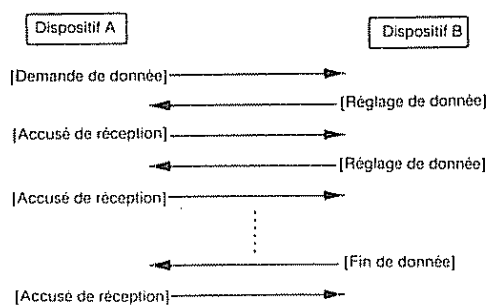 Dispositif A
Dispositif B
[Demande de donnée]
[Réglage de donnée]
[Accusé de réception]
[Réglage de donnée]
[Accusé de réception]
[Fin de donnée]
[Accusé de réception]